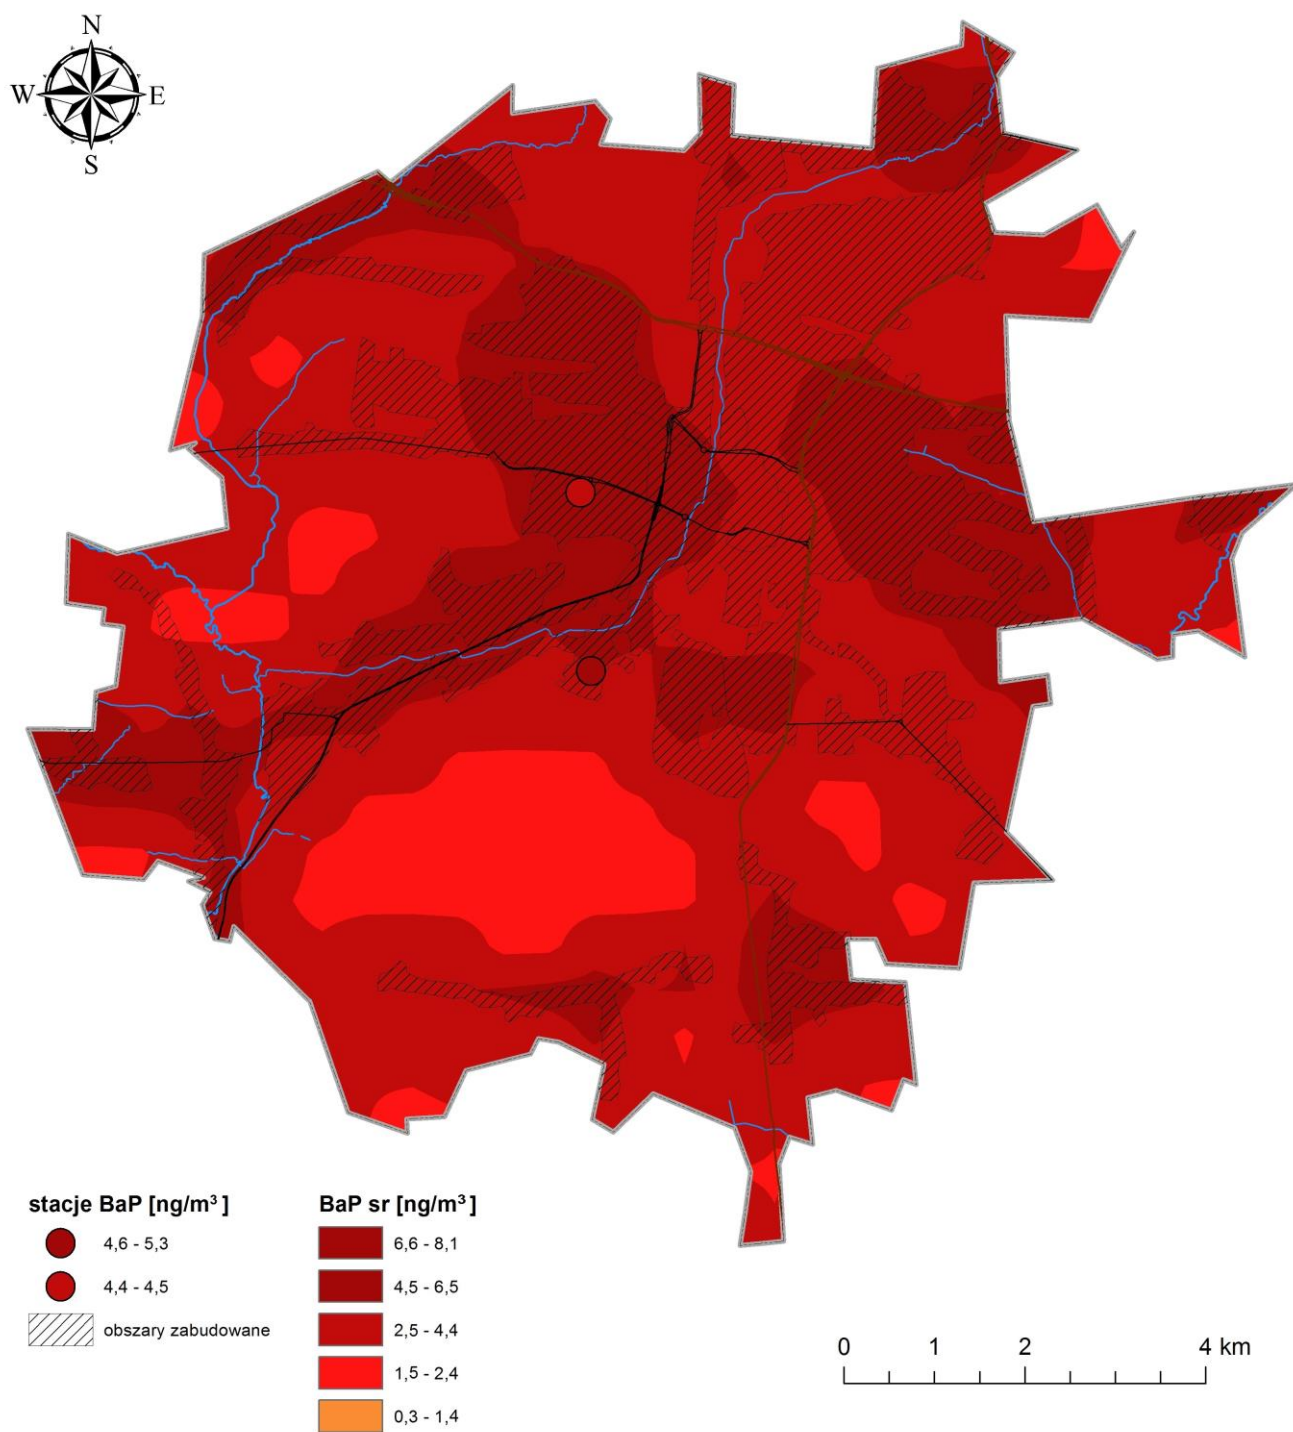 N
W E
S
stacje BaP [ng/m³ ]
4,6 - 5,3
4,4 - 4,5
obszary zabudowane
BaP sr [ng/m³ ]
6,6 - 8,1
4,5 - 6,5
2,5 - 4,4
1,5 - 2,4
0,3 - 1,4
0 1 2 4 km